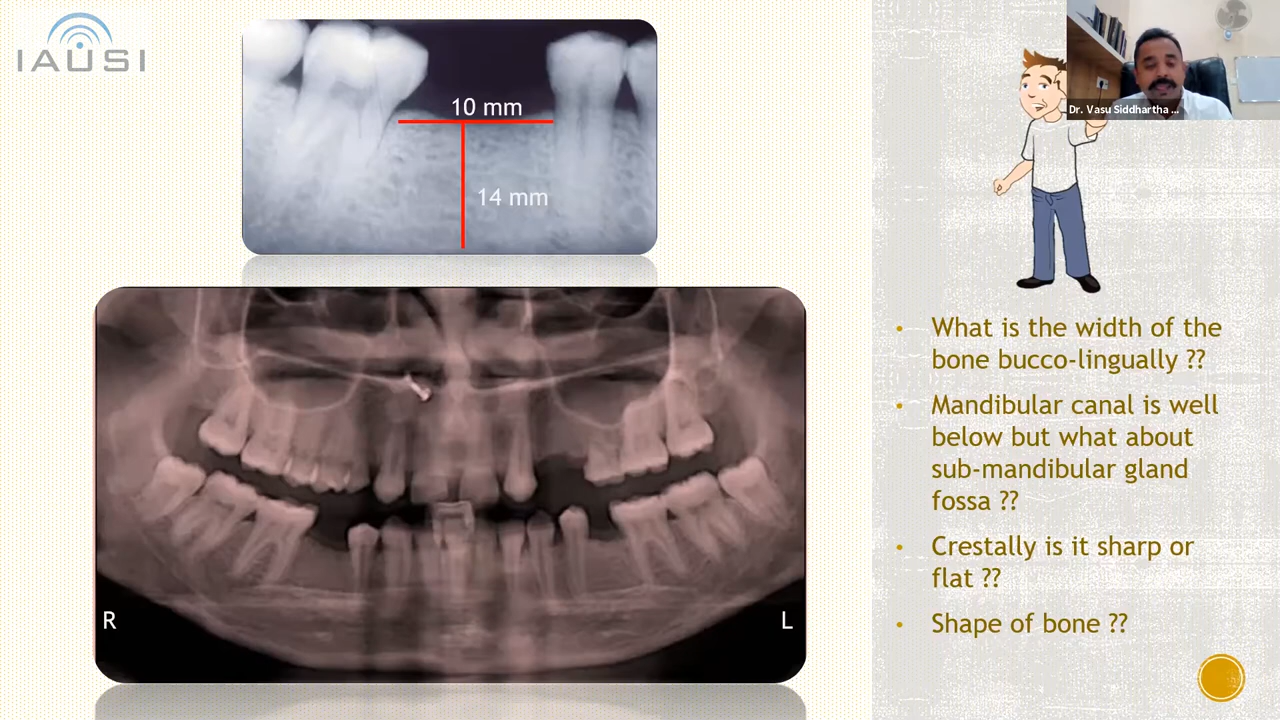 IAUSI
10 mm
14 mm
R
L
Dr. Vasu Siddhartha ...
• What is the width of the
bone bucco-lingually ??
• Mandibular canal is well
below but what about
sub-mandibular gland
fossa ??
• Crestally is it sharp or
flat ??
• Shape of bone ??